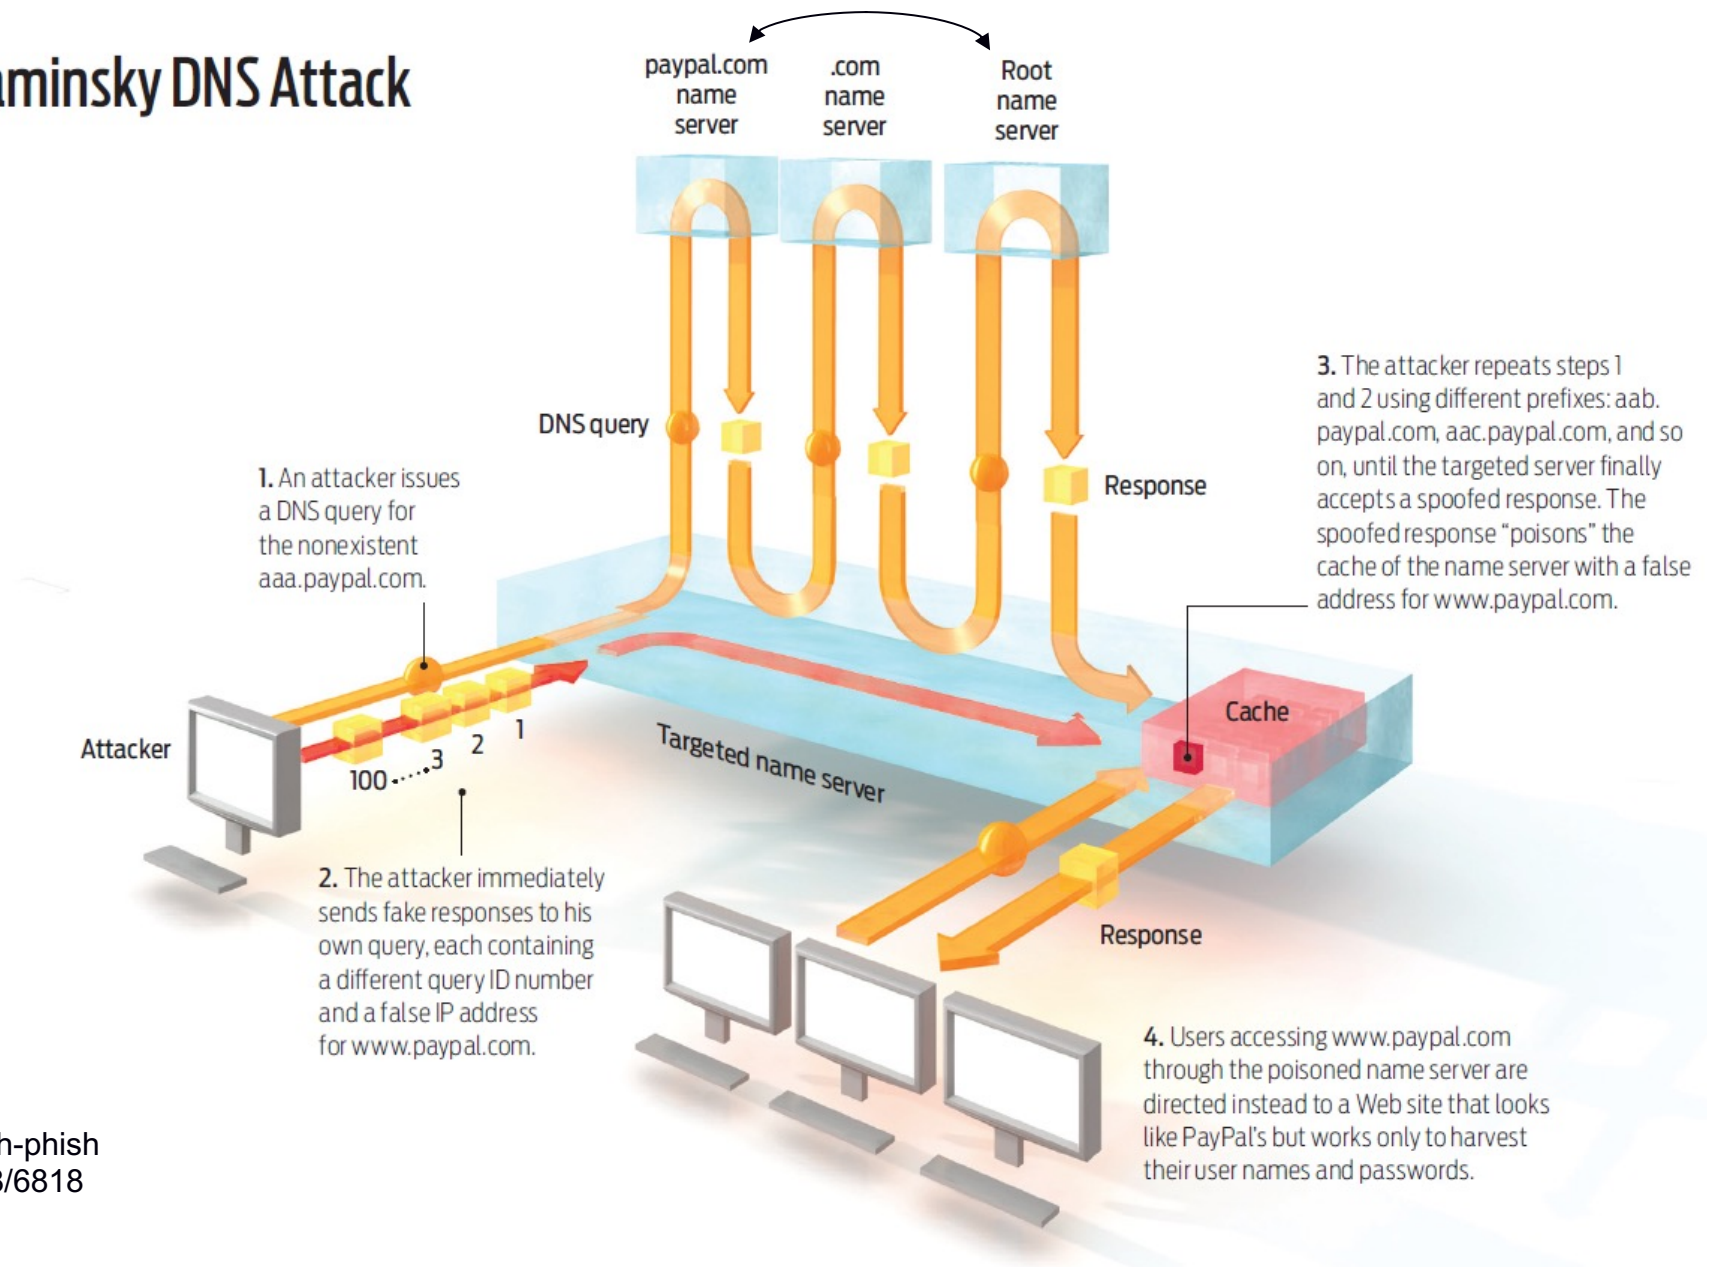 aminsky DNS Attack
paypal.com
name
server
.com
name
server
Root
name
server
DNS query
Response
1. An attacker issues
a DNS query for
the nonexistent
aaa.paypal.com.
3. The attacker repeats steps 1
and 2 using different prefixes: aab.
paypal.com, aac.paypal.com, and so
on, until the targeted server finally
accepts a spoofed response. The
spoofed response “poisons” the
cache of the name server with a false
address for www.paypal.com.
Attacker
100
3
2
1
Targeted name server
Cache
2. The attacker immediately
sends fake responses to his
own query, each containing
a different query ID number
and a false IP address
for www.paypal.com.
Response
4. Users accessing www.paypal.com
through the poisoned name server are
directed instead to a Web site that looks
like PayPal’s but works only to harvest
their user names and passwords.
h-phish
/6818